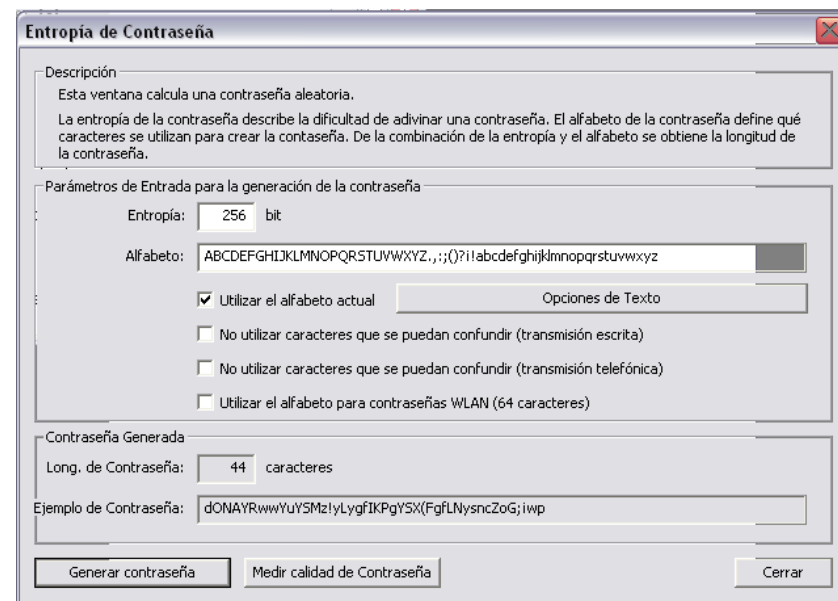 Entropía de Contraseña
Descripción
Esta ventana calcula una contraseña aleatoria.
La entropía de la contraseña describe la dificultad de adivinar una contraseña. El alfabeto de la contraseña define qué
caracteres se utilizan para crear la contaseña. De la combinación de la entropía y el alfabeto se obtiene la longitud de
la contraseña.
Parámetros de Entrada para la generación de la contraseña
Entropía: 256 bit
Alfabeto: ABCDEFGHIJKLMNOPQRSTUVWXYZ.,:;()?i!abcdefghijklmnopqrstuvwxyz
Utilizar el alfabeto actual Opciones de Texto
No utilizar caracteres que se puedan confundir (transmisión escrita)
No utilizar caracteres que se puedan confundir (transmisión telefónica)
Utilizar el alfabeto para contraseñas WLAN (64 caracteres)
Contraseña Generada
Long. de Contraseña: 44 caracteres
Ejemplo de Contraseña: dONAYRwwYuYSMz!yLygfIKPgYSX(FgfLNysncZoG;iwp
Generar contraseña Medir calidad de Contraseña Cerrar